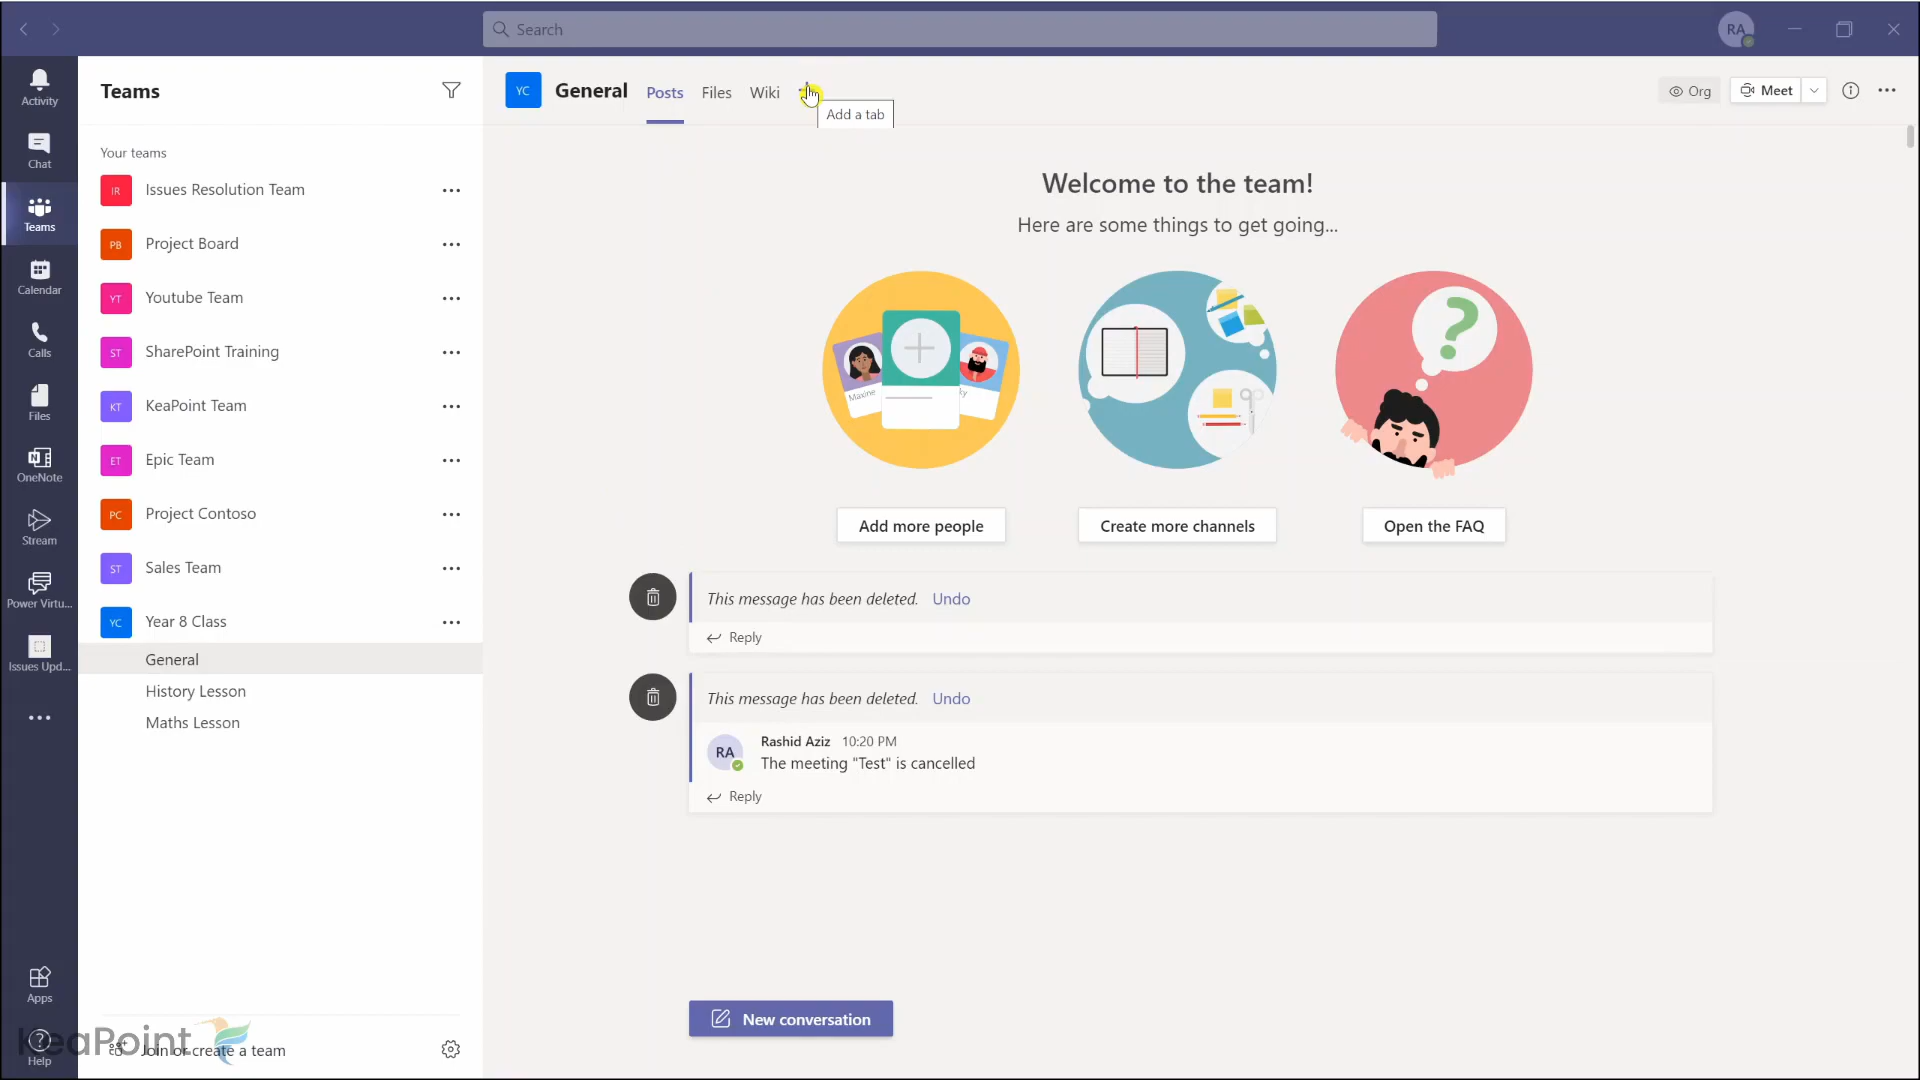 Search
RA
Activity
Chat
Teams
Calendar
Calls
Files
OneNote
Stream
Power Virtu...
Issues Upd...
Apps
Help
Teams
Your teams
IR Issues Resolution Team
PB Project Board
YT Youtube Team
ST SharePoint Training
KT KeaPoint Team
ET Epic Team
PC Project Contoso
ST Sales Team
YC Year 8 Class
General
History Lesson
Maths Lesson
keaPoint
Join or create a team
YC General Posts Files Wiki
Add a tab
Org Meet
Welcome to the team!
Here are some things to get going...
Maxine
ky
Add more people Create more channels Open the FAQ
This message has been deleted. Undo
Reply
This message has been deleted. Undo
RA Rashid Aziz 10:20 PM
The meeting "Test" is cancelled
Reply
New conversation